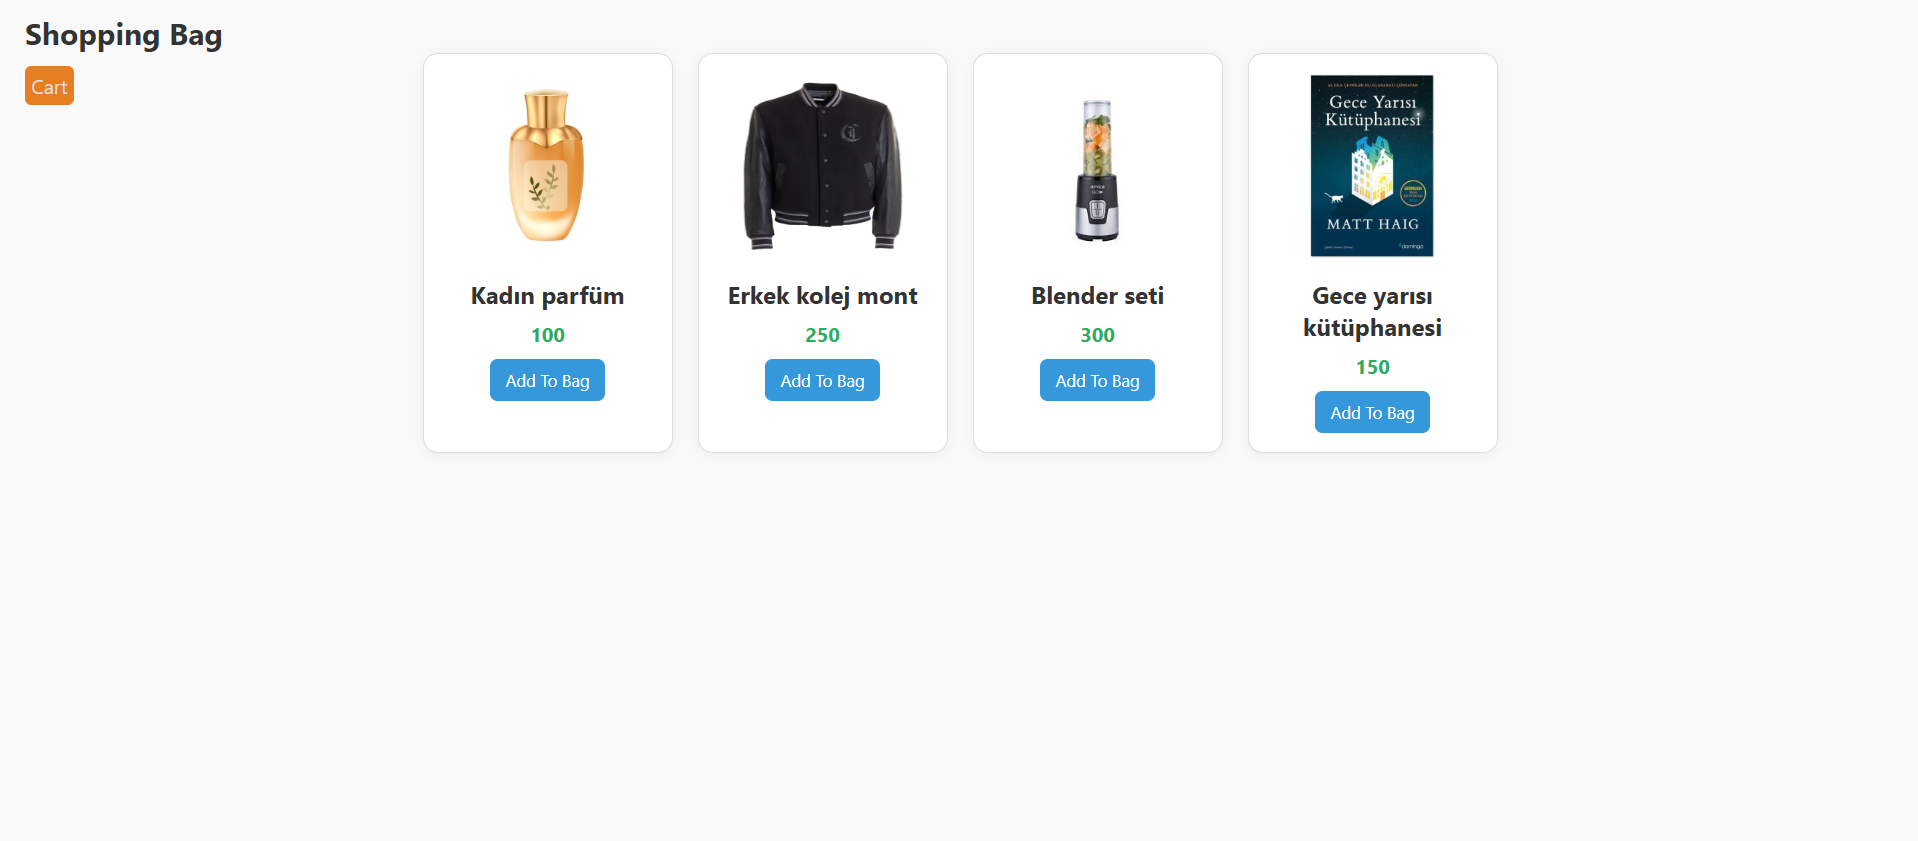 Shopping Bag
Cart
Gece Yarısı
Kütüphanesi
MATT HAIG
domingo
Kadın parfüm
100
Add To Bag
Erkek kolej mont
250
Add To Bag
Blender seti
300
Add To Bag
Gece yarısı
kütüphanesi
150
Add To Bag